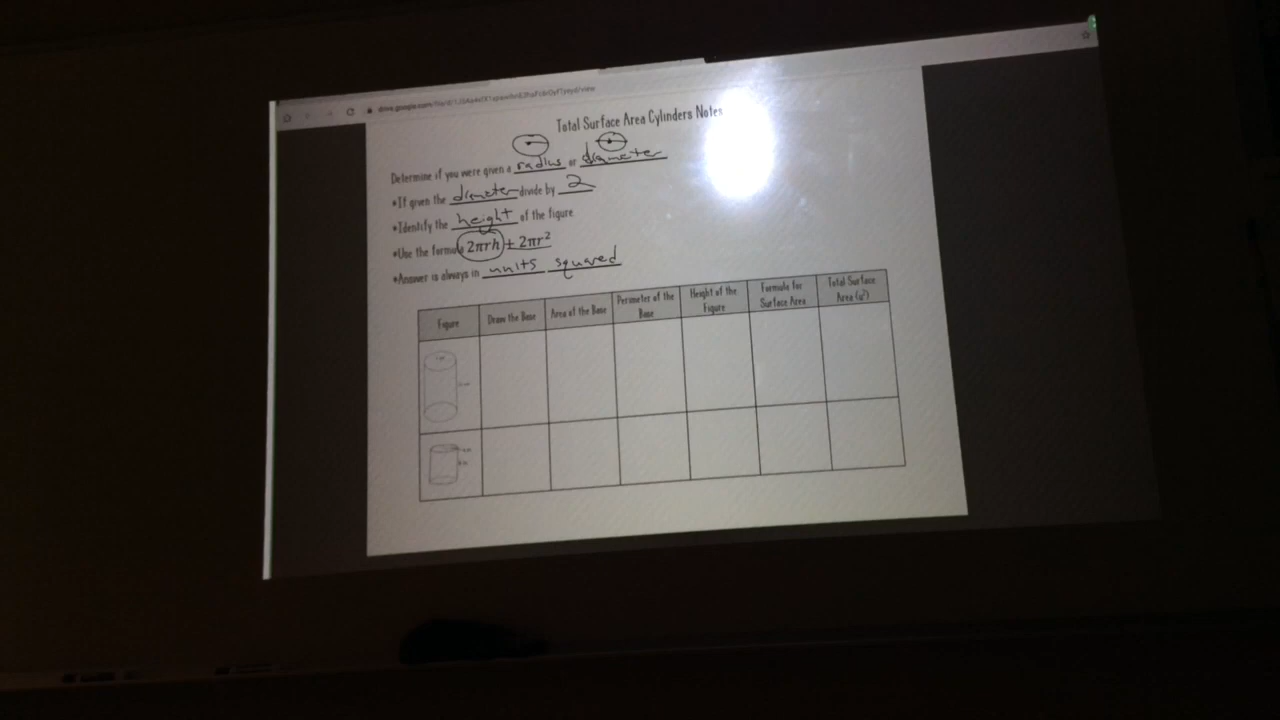 Total Surface Area Cylinders Notes
Determine if you were given a radius or diameter
*If given the diameter divide by 2
*Identify the height of the figure.
*Use the formula 2πrh + 2πr²
*Answer is always in units squared
Figure Draw the Base Area of the Base Perimeter of the Base Height of the Figure Formula for Surface Area Total Surface Area (u²)